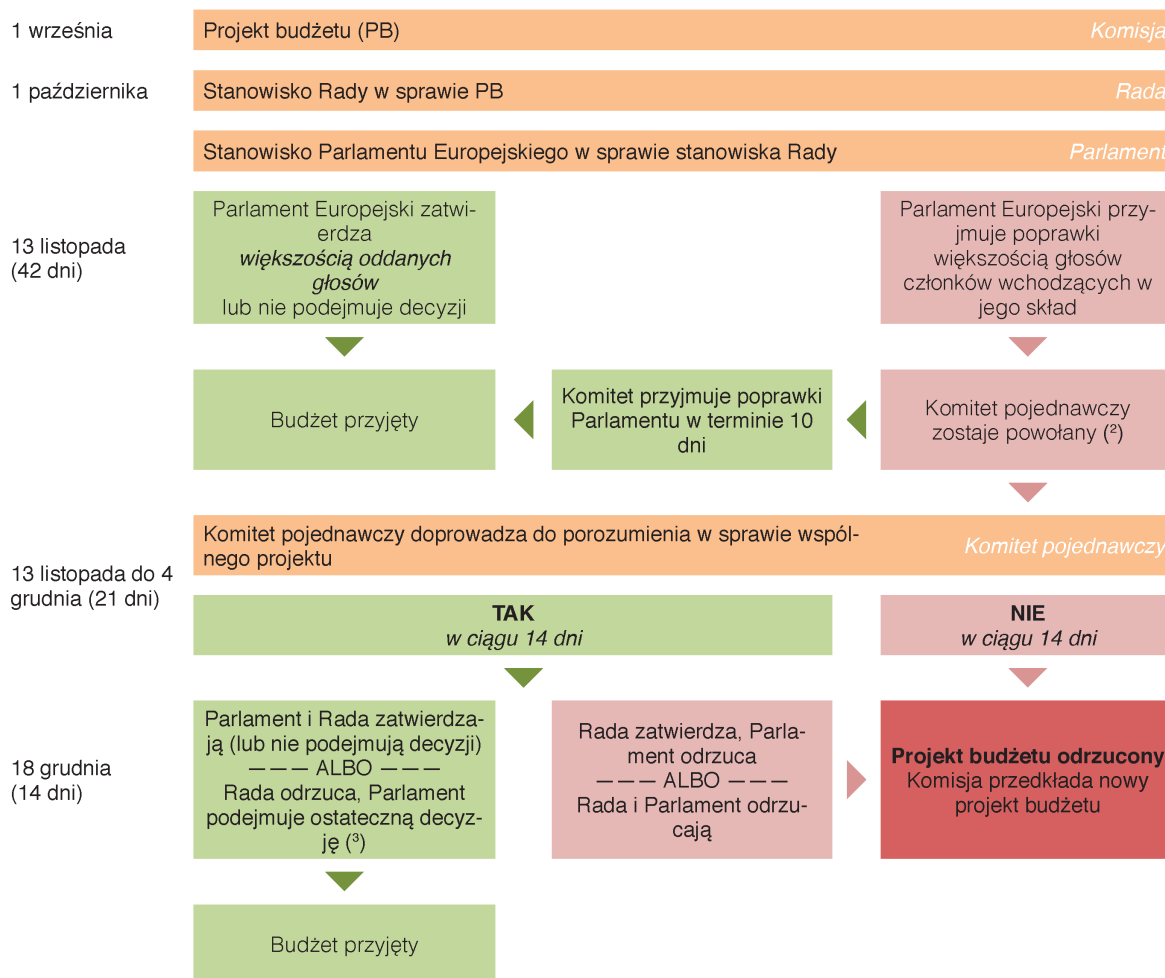 1 września
Projekt budżetu (PB)
Komisja
1 października
Stanowisko Rady w sprawie PB
Rada
Stanowisko Parlamentu Europejskiego w sprawie stanowiska Rady
Parlament
13 listopada
(42 dni)
Parlament Europejski zatwi-
erdza
większością oddanych
głosów
lub nie podejmuje decyzji
Parlament Europejski przy-
jmuje poprawki
większością głosów
członków wchodzących w
jego skład
Budżet przyjęty
Komitet przyjmuje poprawki
Parlamentu w terminie 10
dni
Komitet pojednawczy
zostaje powołany (²)
13 listopada do 4
grudnia (21 dni)
Komitet pojednawczy doprowadza do porozumienia w sprawie wspól-
nego projektu
Komitet pojednawczy
TAK
w ciągu 14 dni
NIE
w ciągu 14 dni
18 grudnia
(14 dni)
Parlament i Rada zatwierdza-
ją (lub nie podejmują decyzji)
——— ALBO ———
Rada odrzuca, Parlament
podejmuje ostateczną decyz-
ję (³)
Rada zatwierdza, Parla-
ment odrzuca
——— ALBO ———
Rada i Parlament odrzu-
cają
Projekt budżetu odrzucony
Komisja przedkłada nowy
projekt budżetu
Budżet przyjęty